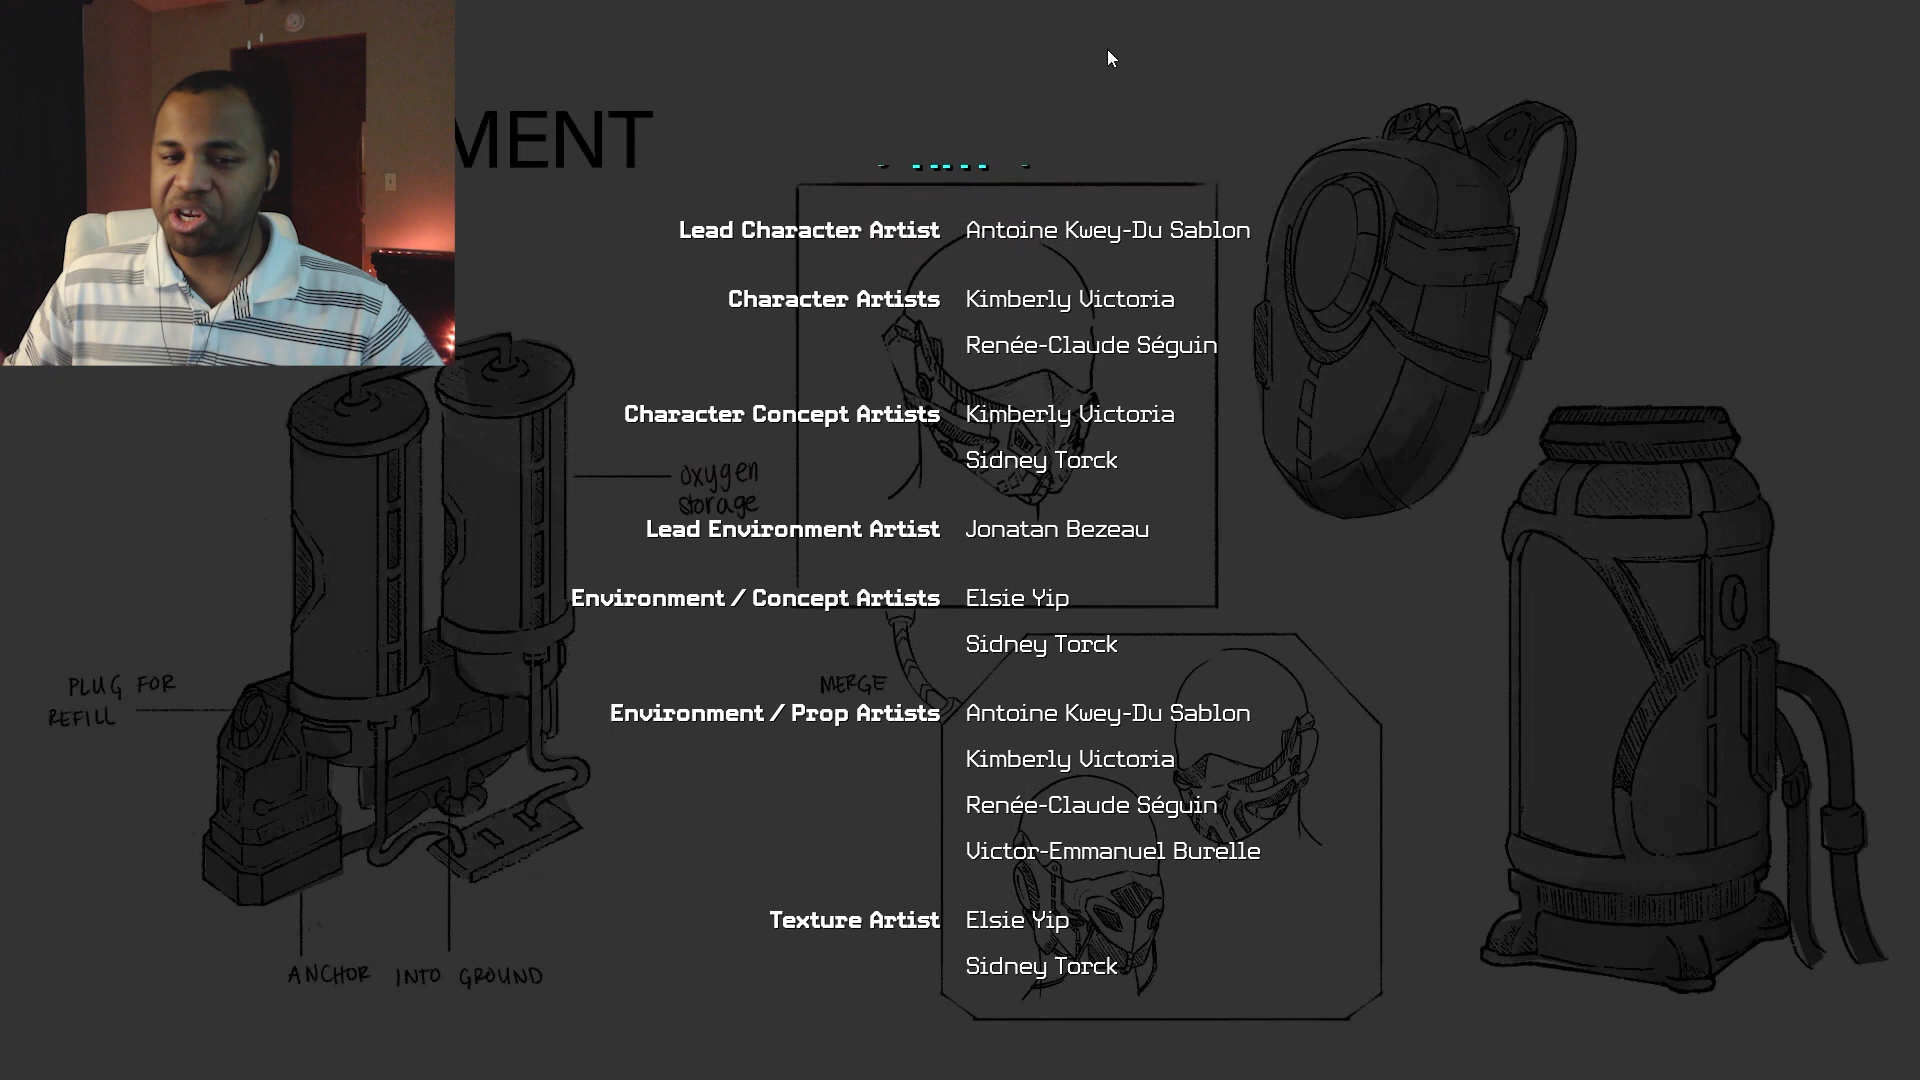 MENT
Lead Character Artist Antoine Kwey-Du Sablon
Character Artists Kimberly Victoria
Renée-Claude Séguin
Character Concept Artists Kimberly Victoria
Sidney Torck
oxygen
storage
Lead Environment Artist Jonatan Bezeau
Environment / Concept Artists Elsie Yip
Sidney Torck
PLUG FOR
REFILL
MERGE
Environment / Prop Artists Antoine Kwey-Du Sablon
Kimberly Victoria
Renée-Claude Séguin
Victor-Emmanuel Burelle
Texture Artist Elsie Yip
Sidney Torck
ANCHOR INTO GROUND